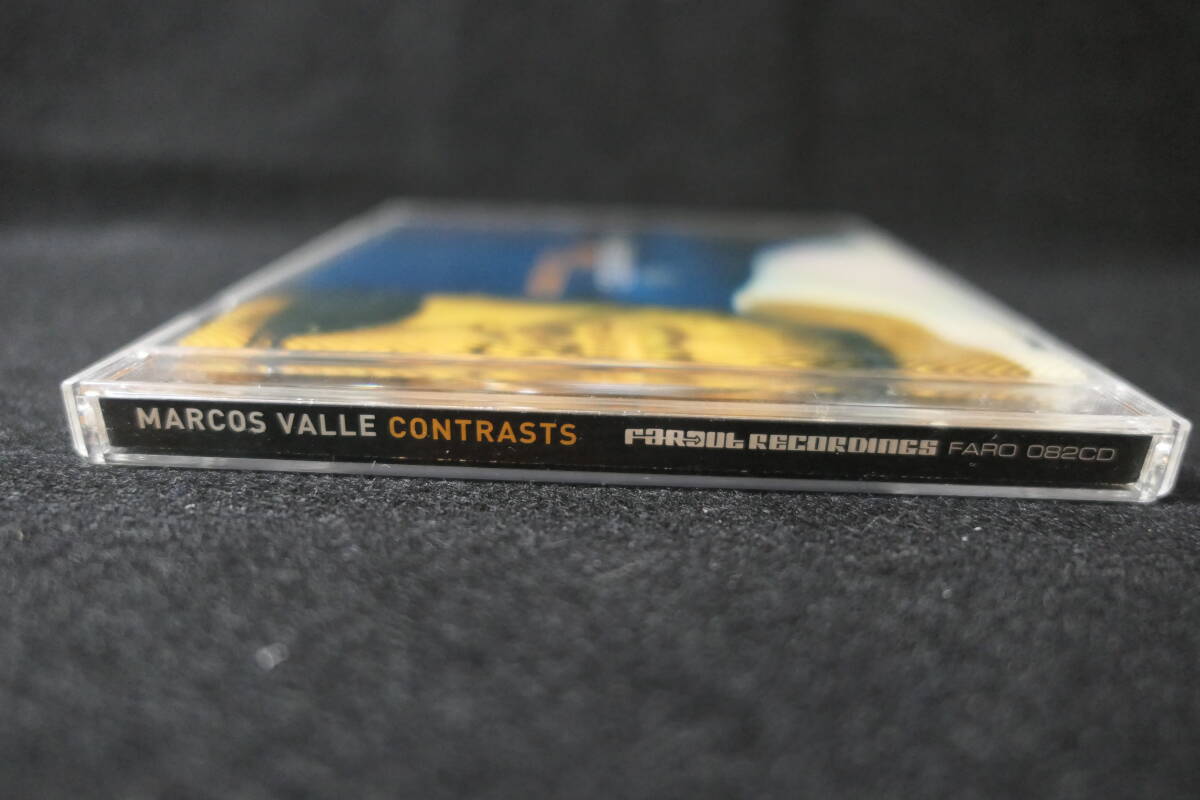 MARCOS VALLE CONTRASTS FAROUT RECORDINGS FARO 082CD